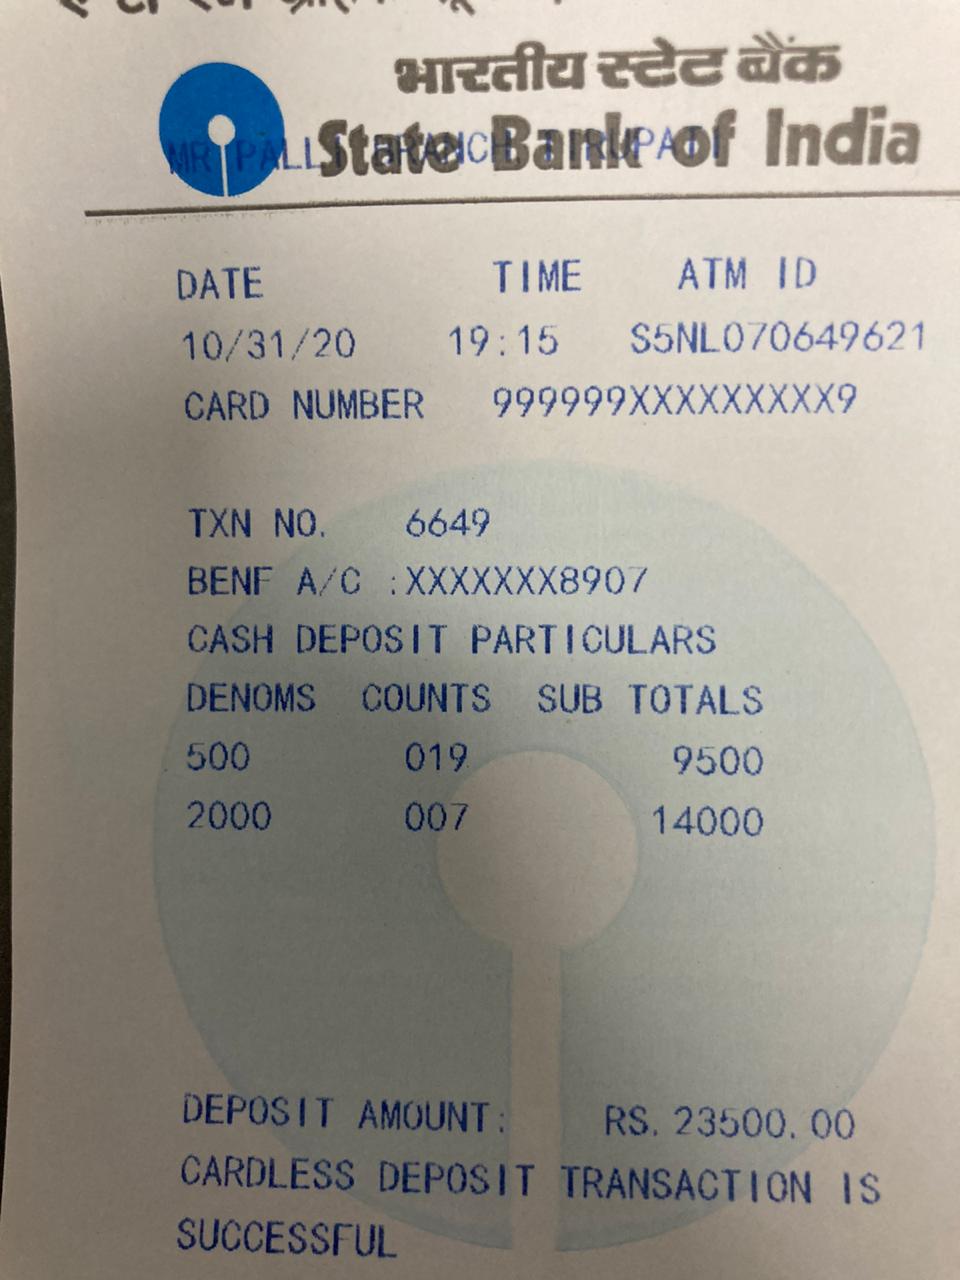 भारतीय स्टेट बैंक
State Bank of India
MR PALLI BRANCH TIRUPATI
DATE TIME ATM ID
10/31/20 19:15 S5NL070649621
CARD NUMBER 999999XXXXXXXXX9
TXN NO. 6649
BENF A/C :XXXXXXX8907
CASH DEPOSIT PARTICULARS
DENOMS COUNTS SUB TOTALS
500 019 9500
2000 007 14000
DEPOSIT AMOUNT: RS. 23500.00
CARDLESS DEPOSIT TRANSACTION IS
SUCCESSFUL